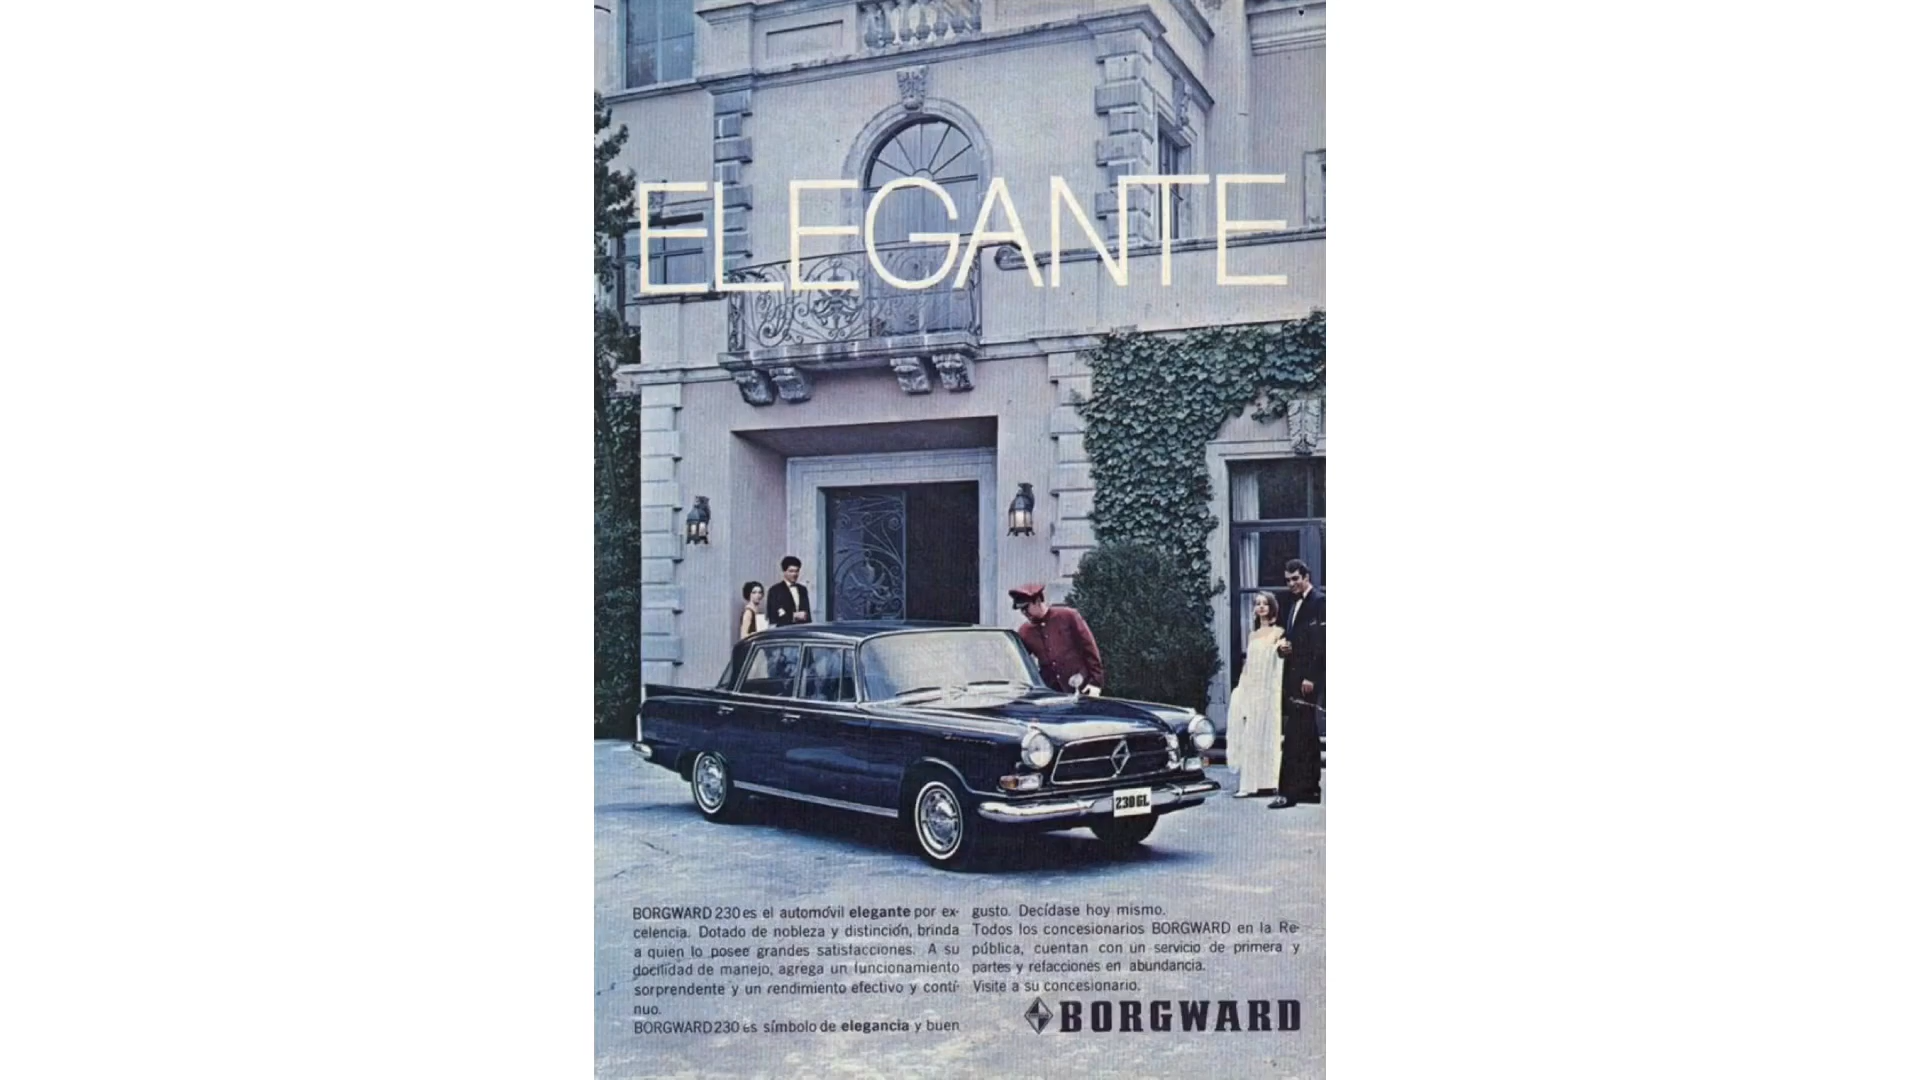 ELEGANTE
Borgward
230GL
BORGWARD 230 es el automóvil elegante por ex-
celencia. Dotado de nobleza y distinción, brinda
a quien lo posee grandes satisfacciones. A su
docilidad de manejo, agrega un funcionamiento
sorprendente y un rendimiento efectivo y contí-
nuo.
BORGWARD 230 es símbolo de elegancia y buen
gusto. Decídase hoy mismo.
Todos los concesionarios BORGWARD en la Re-
pública, cuentan con un servicio de primera y
partes y refacciones en abundancia.
Visite a su concesionario.
BORGWARD